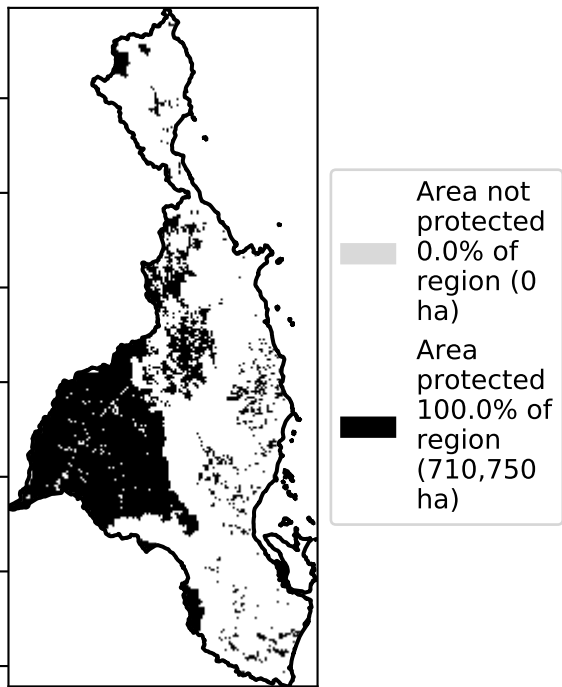 Area not
protected
0.0% of
region (0
ha)
Area
protected
100.0% of
region
(710,750
ha)